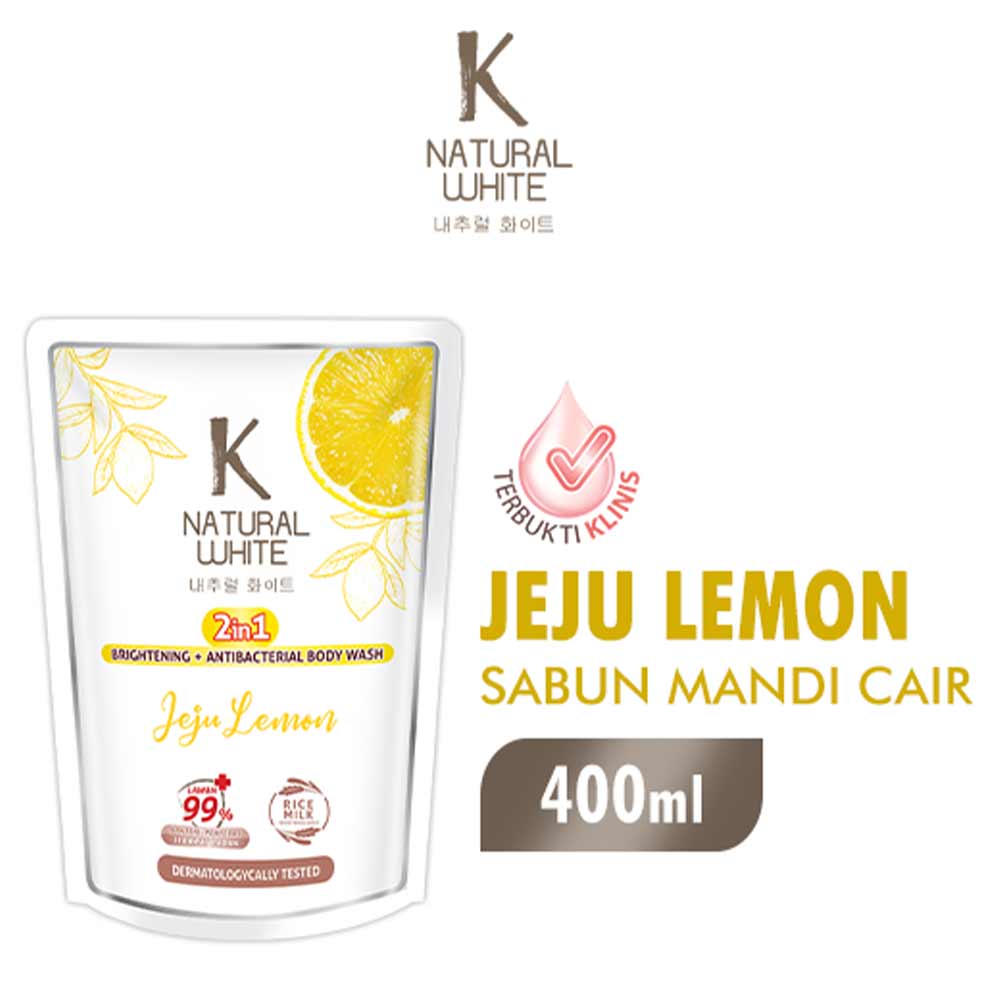 K
NATURAL
WHITE
내추럴 화이트
K
NATURAL
WHITE
내추럴 화이트
2in1
BRIGHTENING + ANTIBACTERIAL BODY WASH
Jeju Lemon
LAWAN
99%
RICE
MILK
DERMATOLOGYCALLY TESTED
TERBUKTI KLINIS
JEJU LEMON
SABUN MANDI CAIR
400ml